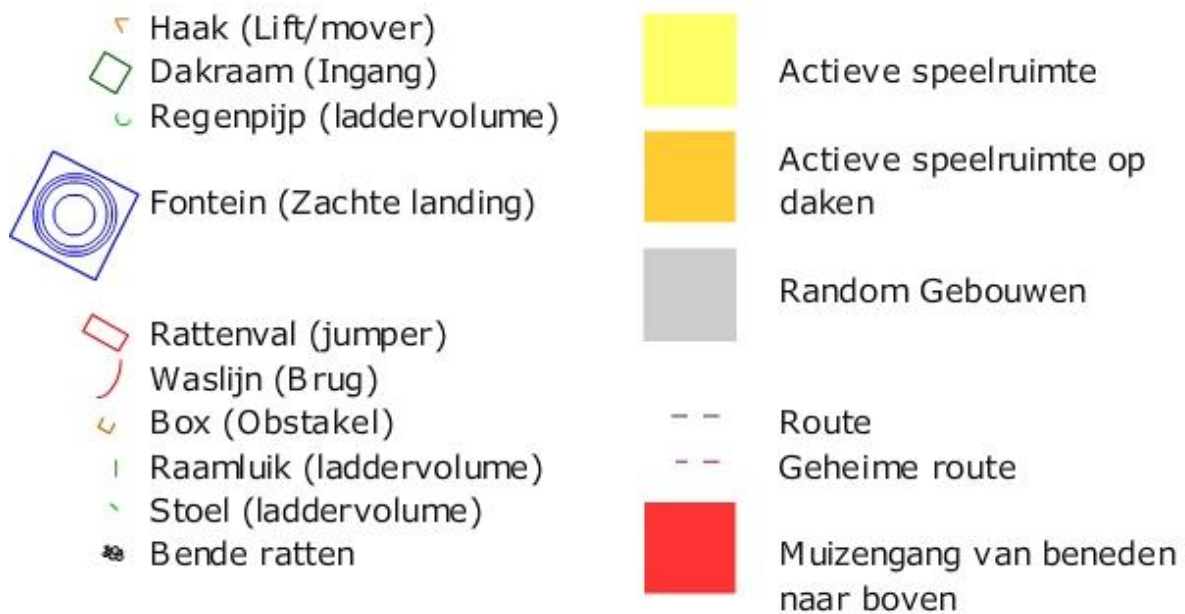 Haak (Lift/mover)
Dakraam (Ingang)
Regenpijp (laddervolume)
Fontein (Zachte landing)
Rattenval (jumper)
Waslijn (Brug)
Box (Obstakel)
Raamluik (laddervolume)
Stoel (laddervolume)
Bende ratten
Actieve speelruimte
Actieve speelruimte op
daken
Random Gebouwen
Route
Geheime route
Muizengang van beneden
naar boven